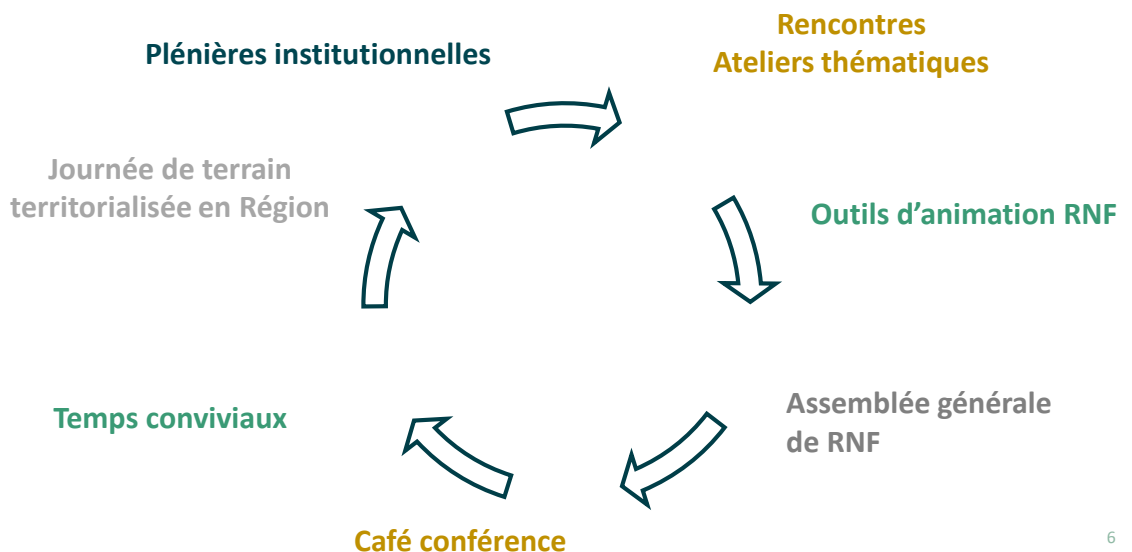 Plénières institutionnelles
Rencontres
Ateliers thématiques
Outils d’animation RNF
Assemblée générale
de RNF
Café conférence
Temps conviviaux
Journée de terrain
territorialisée en Région
6